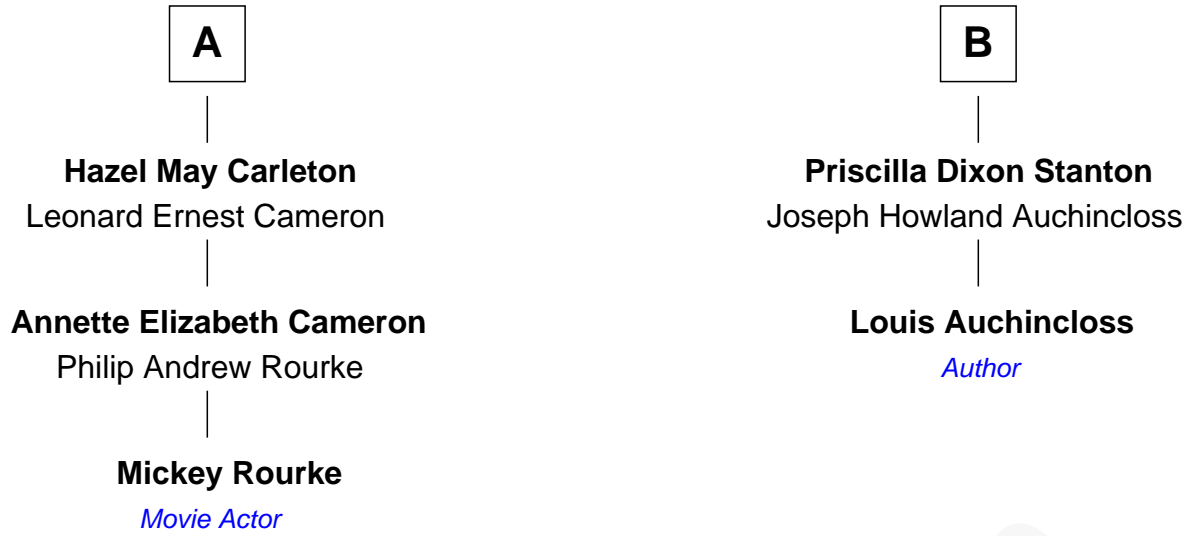 A
Hazel May Carleton
Leonard Ernest Cameron
Annette Elizabeth Cameron
Philip Andrew Rourke
Mickey Rourke
Movie Actor
B
Priscilla Dixon Stanton
Joseph Howland Auchincloss
Louis Auchincloss
Author